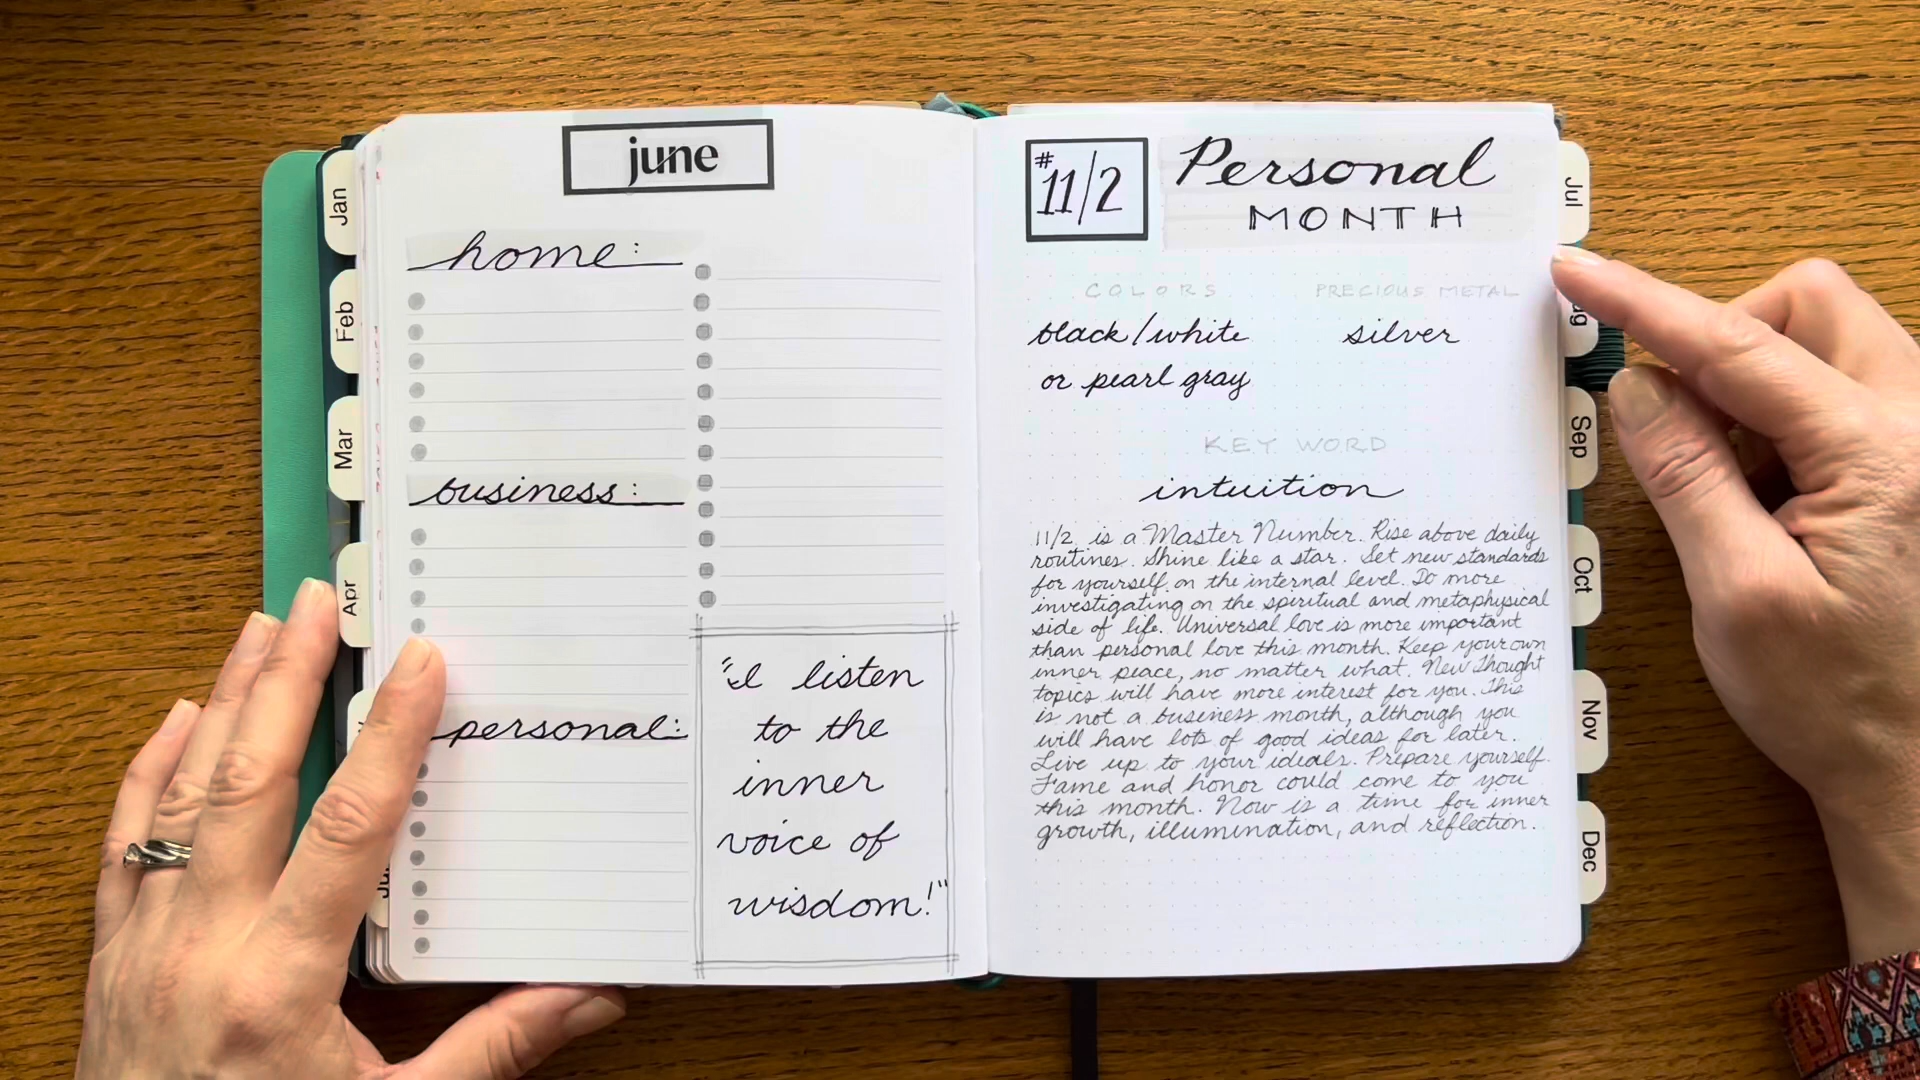 june
home:
business:
personal:
"I listen
to the
inner
voice of
wisdom!"
#11/2
Personal
MONTH
COLORS
black/white
or pearl gray
PRECIOUS METAL
silver
KEY WORD
intuition
11/2 is a Master Number. Rise above daily
routines. Shine like a star. Set new standards
for yourself on the internal level. Do more
investigating on the spiritual and metaphysical
side of life. Universal love is more important
than personal love this month. Keep your own
inner peace, no matter what. New Thought
topics will have more interest for you. This
is not a business month, although you
will have lots of good ideas for later.
Live up to your ideals. Prepare yourself.
Fame and honor could come to you
this month. Now is a time for inner
growth, illumination, and reflection.
Jan
Feb
Mar
Apr
Jul
Sep
Oct
Nov
Dec